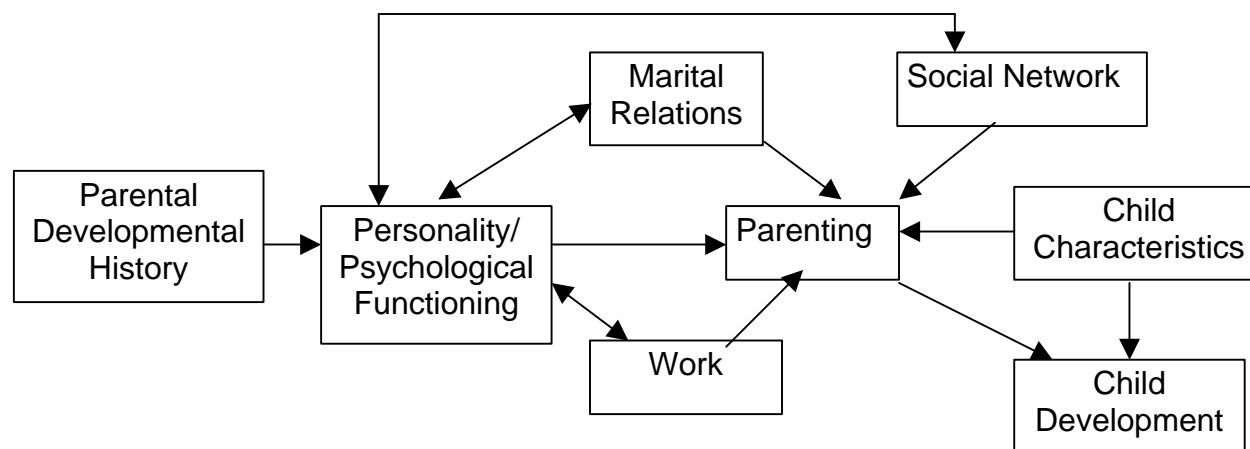 Marital
Relations
Social Network
Parental
Developmental
History
Personality/
Psychological
Functioning
Parenting
Child
Characteristics
Work
Child
Development